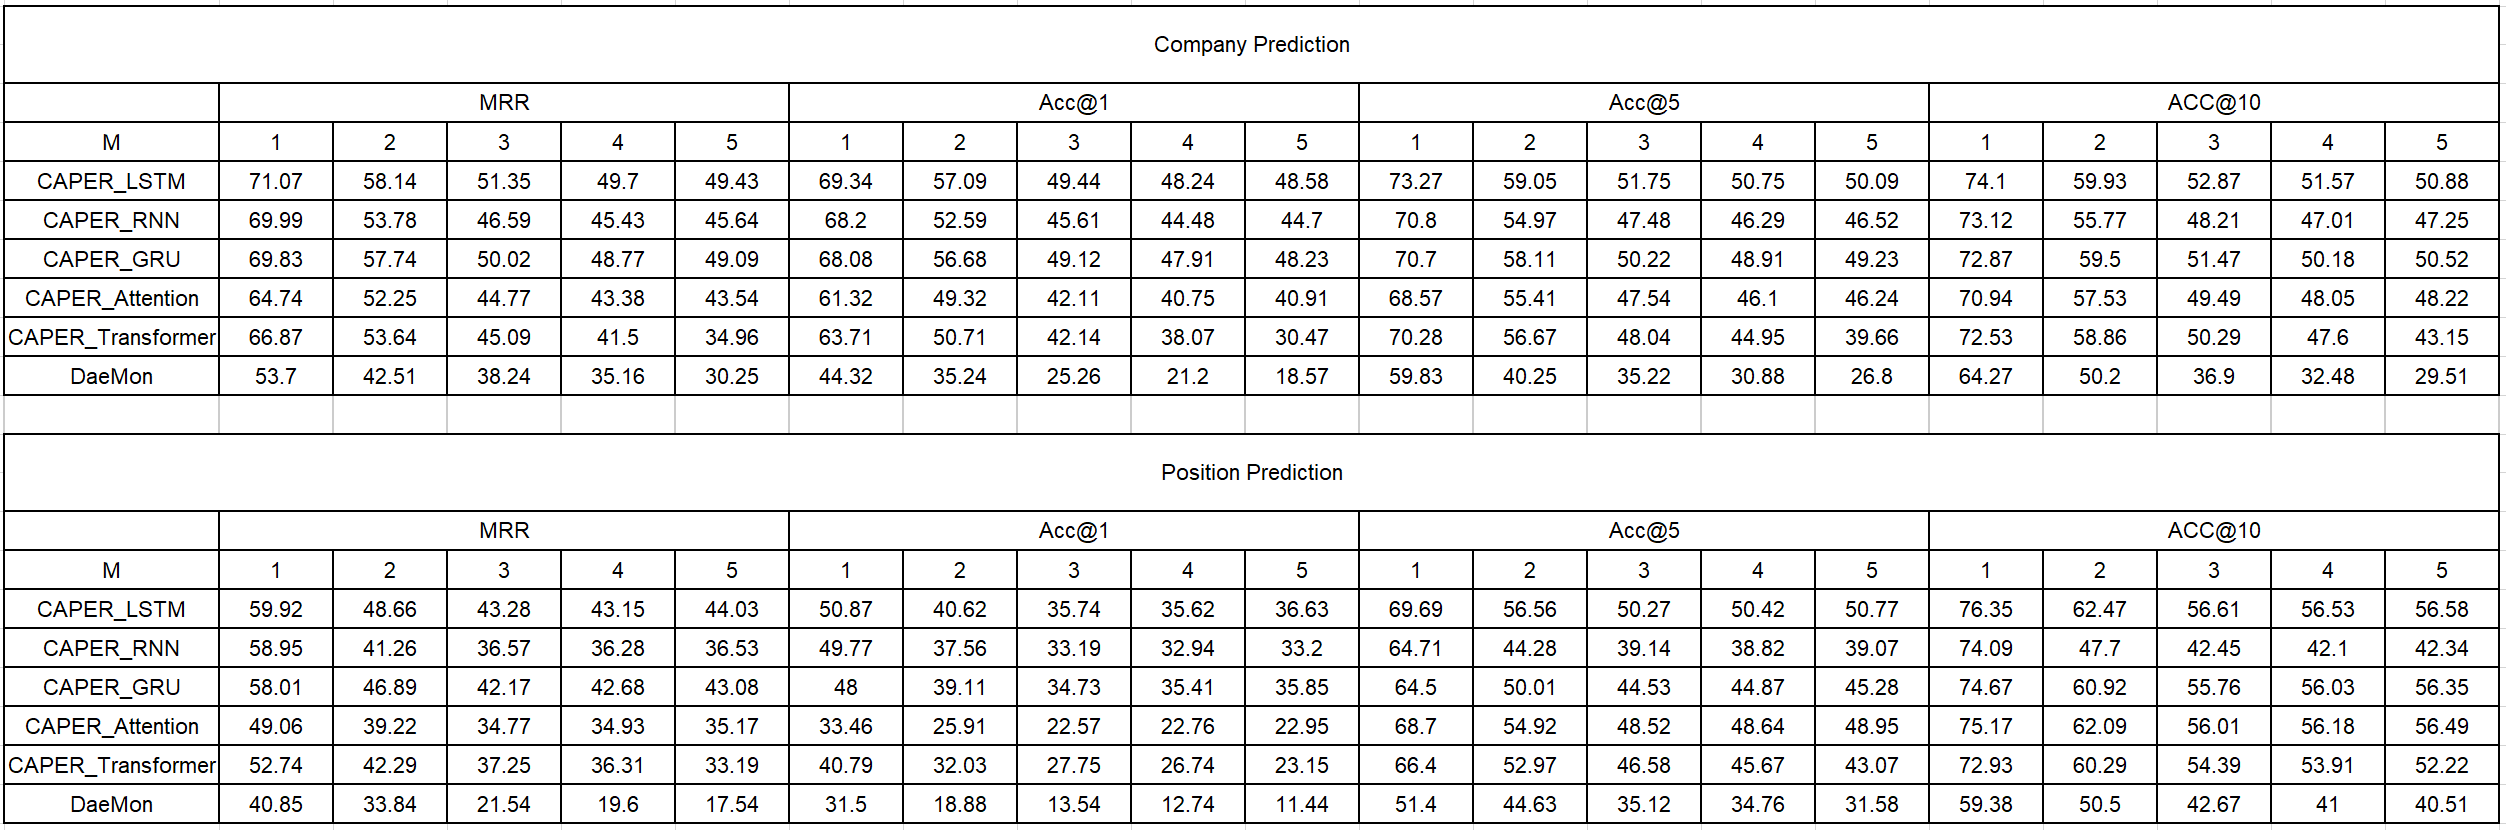 Company Prediction
MRR Acc@1 Acc@5 ACC@10
M 1 2 3 4 5 1 2 3 4 5 1 2 3 4 5 1 2 3 4 5
CAPER_LSTM 71.07 58.14 51.35 49.7 49.43 69.34 57.09 49.44 48.24 48.58 73.27 59.05 51.75 50.75 50.09 74.1 59.93 52.87 51.57 50.88
CAPER_RNN 69.99 53.78 46.59 45.43 45.64 68.2 52.59 45.61 44.48 44.7 70.8 54.97 47.48 46.29 46.52 73.12 55.77 48.21 47.01 47.25
CAPER_GRU 69.83 57.74 50.02 48.77 49.09 68.08 56.68 49.12 47.91 48.23 70.7 58.11 50.22 48.91 49.23 72.87 59.5 51.47 50.18 50.52
CAPER_Attention 64.74 52.25 44.77 43.38 43.54 61.32 49.32 42.11 40.75 40.91 68.57 55.41 47.54 46.1 46.24 70.94 57.53 49.49 48.05 48.22
CAPER_Transformer 66.87 53.64 45.09 41.5 34.96 63.71 50.71 42.14 38.07 30.47 70.28 56.67 48.04 44.95 39.66 72.53 58.86 50.29 47.6 43.15
DaeMon 53.7 42.51 38.24 35.16 30.25 44.32 35.24 25.26 21.2 18.57 59.83 40.25 35.22 30.88 26.8 64.27 50.2 36.9 32.48 29.51
Position Prediction
MRR Acc@1 Acc@5 ACC@10
M 1 2 3 4 5 1 2 3 4 5 1 2 3 4 5 1 2 3 4 5
CAPER_LSTM 59.92 48.66 43.28 43.15 44.03 50.87 40.62 35.74 35.62 36.63 69.69 56.56 50.27 50.42 50.77 76.35 62.47 56.61 56.53 56.58
CAPER_RNN 58.95 41.26 36.57 36.28 36.53 49.77 37.56 33.19 32.94 33.2 64.71 44.28 39.14 38.82 39.07 74.09 47.7 42.45 42.1 42.34
CAPER_GRU 58.01 46.89 42.17 42.68 43.08 48 39.11 34.73 35.41 35.85 64.5 50.01 44.53 44.87 45.28 74.67 60.92 55.76 56.03 56.35
CAPER_Attention 49.06 39.22 34.77 34.93 35.17 33.46 25.91 22.57 22.76 22.95 68.7 54.92 48.52 48.64 48.95 75.17 62.09 56.01 56.18 56.49
CAPER_Transformer 52.74 42.29 37.25 36.31 33.19 40.79 32.03 27.75 26.74 23.15 66.4 52.97 46.58 45.67 43.07 72.93 60.29 54.39 53.91 52.22
DaeMon 40.85 33.84 21.54 19.6 17.54 31.5 18.88 13.54 12.74 11.44 51.4 44.63 35.12 34.76 31.58 59.38 50.5 42.67 41 40.51